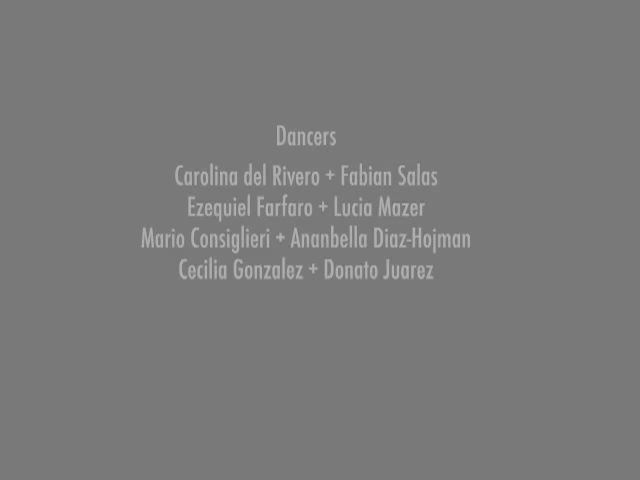 Dancers
Carolina del Rivero + Fabian Salas
Ezequiel Farfaro + Lucia Mazer
Mario Consiglieri + Ananbella Diaz-Hojman
Cecilia Gonzalez + Donato Juarez